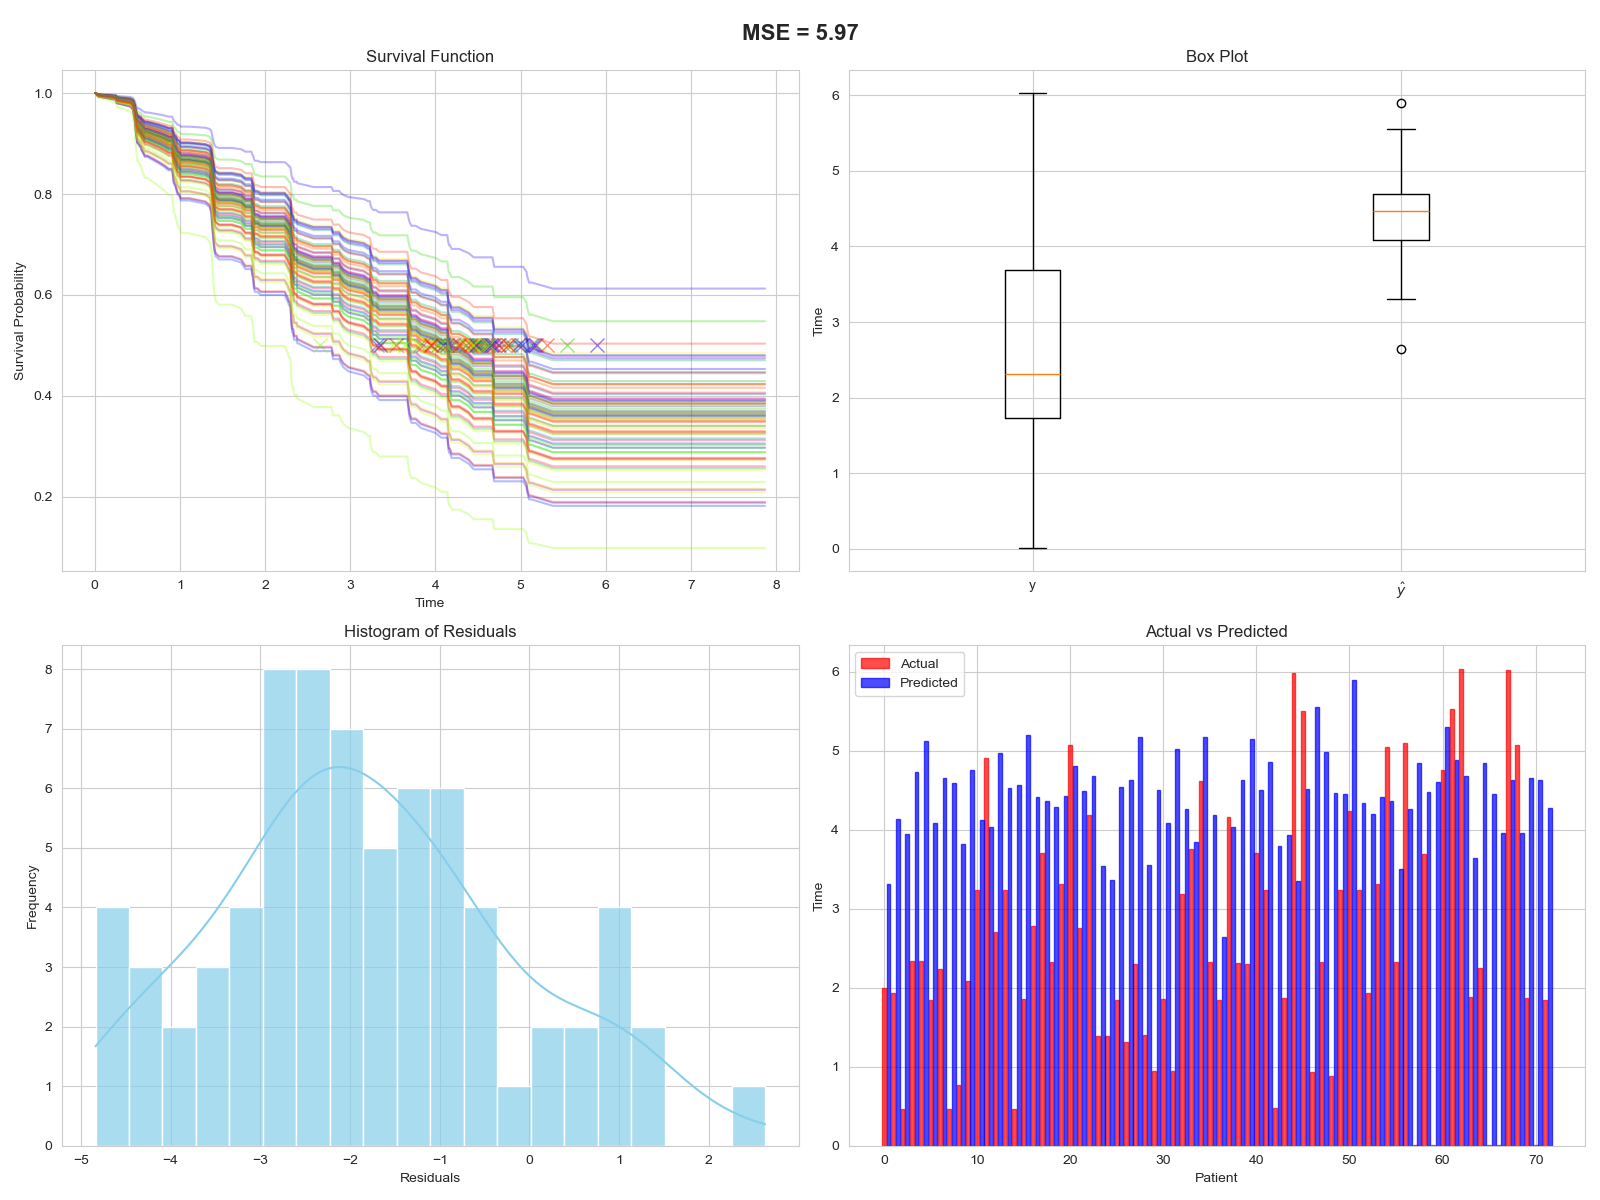 MSE = 5.97
Survival Function
Survival Probability
1.0
0.8
0.6
0.4
0.2
0 1 2 3 4 5 6 7 8
Time
Box Plot
Time
6
5
4
3
2
1
0
y ŷ
Histogram of Residuals
Frequency
8
7
6
5
4
3
2
1
0
−5 −4 −3 −2 −1 0 1 2
Residuals
Actual vs Predicted
Actual
Predicted
Time
6
5
4
3
2
1
0
0 10 20 30 40 50 60 70
Patient